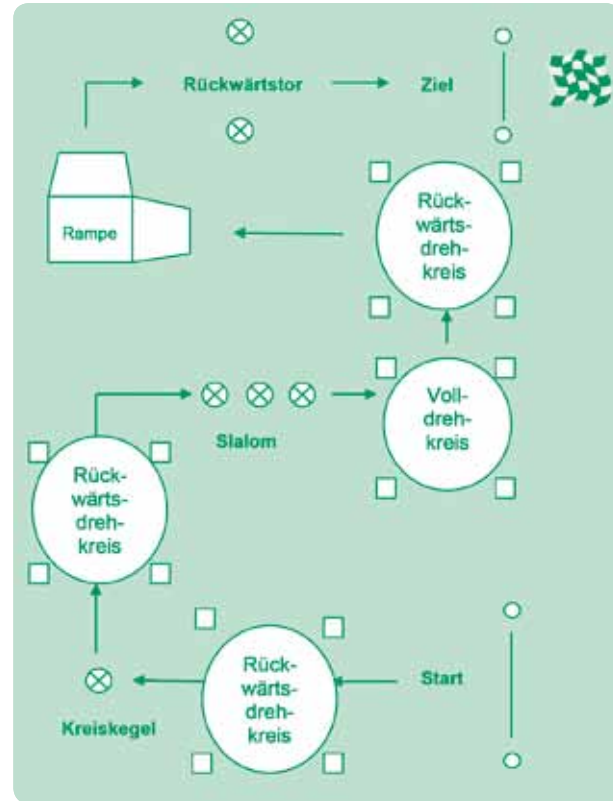 Rückwärtstor
Ziel
Rampe
Rück-
wärts-
dreh-
kreis
Slalom
Voll-
dreh-
kreis
Rück-
wärts-
dreh-
kreis
Kreiskegel
Rück-
wärts-
dreh-
kreis
Start